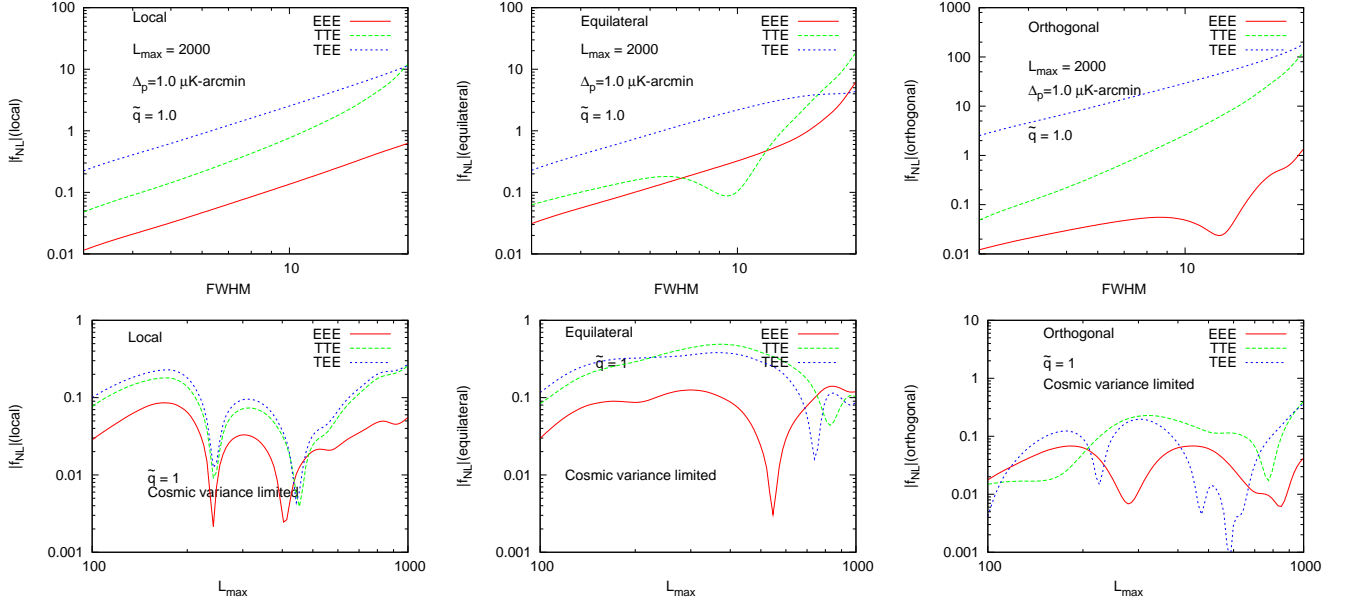 |f_NL|(local)
100
10
1
0.1
0.01
Local
L_max = 2000
Δ_p=1.0 μK-arcmin
q̃ = 1.0
EEE
TTE
TEE
10
FWHM
|f_NL|(equilateral)
100
10
1
0.1
0.01
Equilateral
L_max = 2000
Δ_p=1.0 μK-arcmin
q̃ = 1.0
EEE
TTE
TEE
10
FWHM
|f_NL|(orthogonal)
1000
100
10
1
0.1
0.01
Orthogonal
L_max = 2000
Δ_p=1.0 μK-arcmin
q̃ = 1.0
EEE
TTE
TEE
10
FWHM
|f_NL|(local)
1
0.1
0.01
0.001
Local
EEE
TTE
TEE
q̃ = 1
Cosmic variance limited
100
1000
L_max
|f_NL|(equilateral)
1
0.1
0.01
0.001
Equilateral
q̃ = 1
EEE
TTE
TEE
Cosmic variance limited
100
1000
L_max
|f_NL|(orthogonal)
10
1
0.1
0.01
0.001
Orthogonal
q̃ = 1
Cosmic variance limited
EEE
TTE
TEE
100
1000
L_max